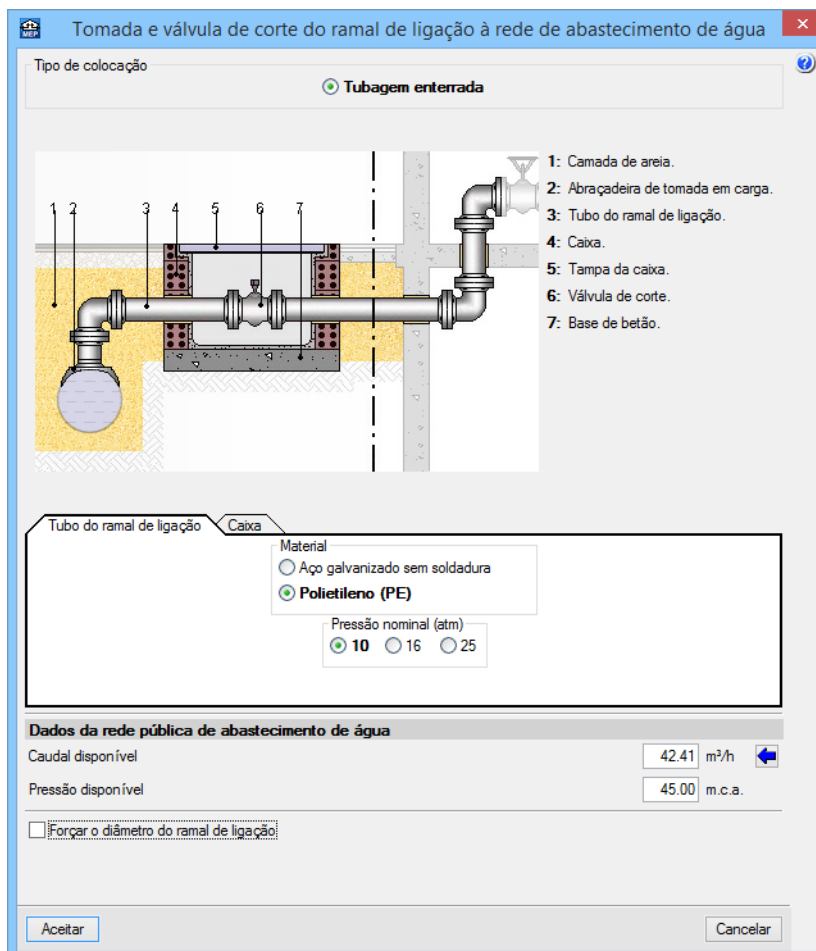 MEP
Tomada e válvula de corte do ramal de ligação à rede de abastecimento de água
×
Tipo de colocação
?
Tubagem enterrada
1 2 3 4 5 6 7
1: Camada de areia.
2: Abraçadeira de tomada em carga.
3: Tubo do ramal de ligação.
4: Caixa.
5: Tampa da caixa.
6: Válvula de corte.
7: Base de betão.
Tubo do ramal de ligação Caixa
Material
Aço galvanizado sem soldadura
Polietileno (PE)
Pressão nominal (atm)
10 16 25
Dados da rede pública de abastecimento de água
Caudal disponível 42.41 m³/h
Pressão disponível 45.00 m.c.a.
Forçar o diâmetro do ramal de ligação
Aceitar Cancelar